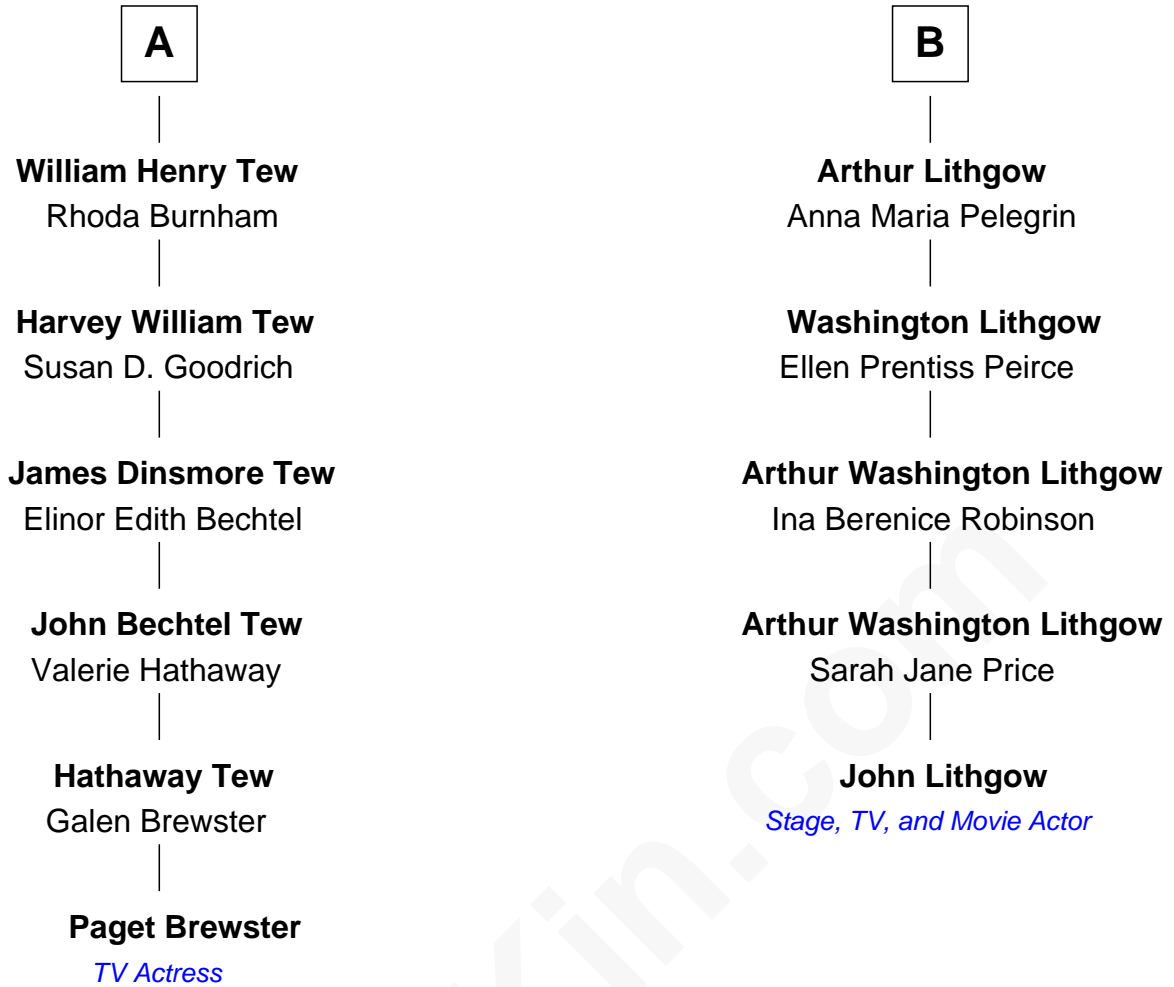 A
William Henry Tew
Rhoda Burnham
Harvey William Tew
Susan D. Goodrich
James Dinsmore Tew
Elinor Edith Bechtel
John Bechtel Tew
Valerie Hathaway
Hathaway Tew
Galen Brewster
Paget Brewster
TV Actress
B
Arthur Lithgow
Anna Maria Pelegrin
Washington Lithgow
Ellen Prentiss Peirce
Arthur Washington Lithgow
Ina Berenice Robinson
Arthur Washington Lithgow
Sarah Jane Price
John Lithgow
Stage, TV, and Movie Actor
Kin.com